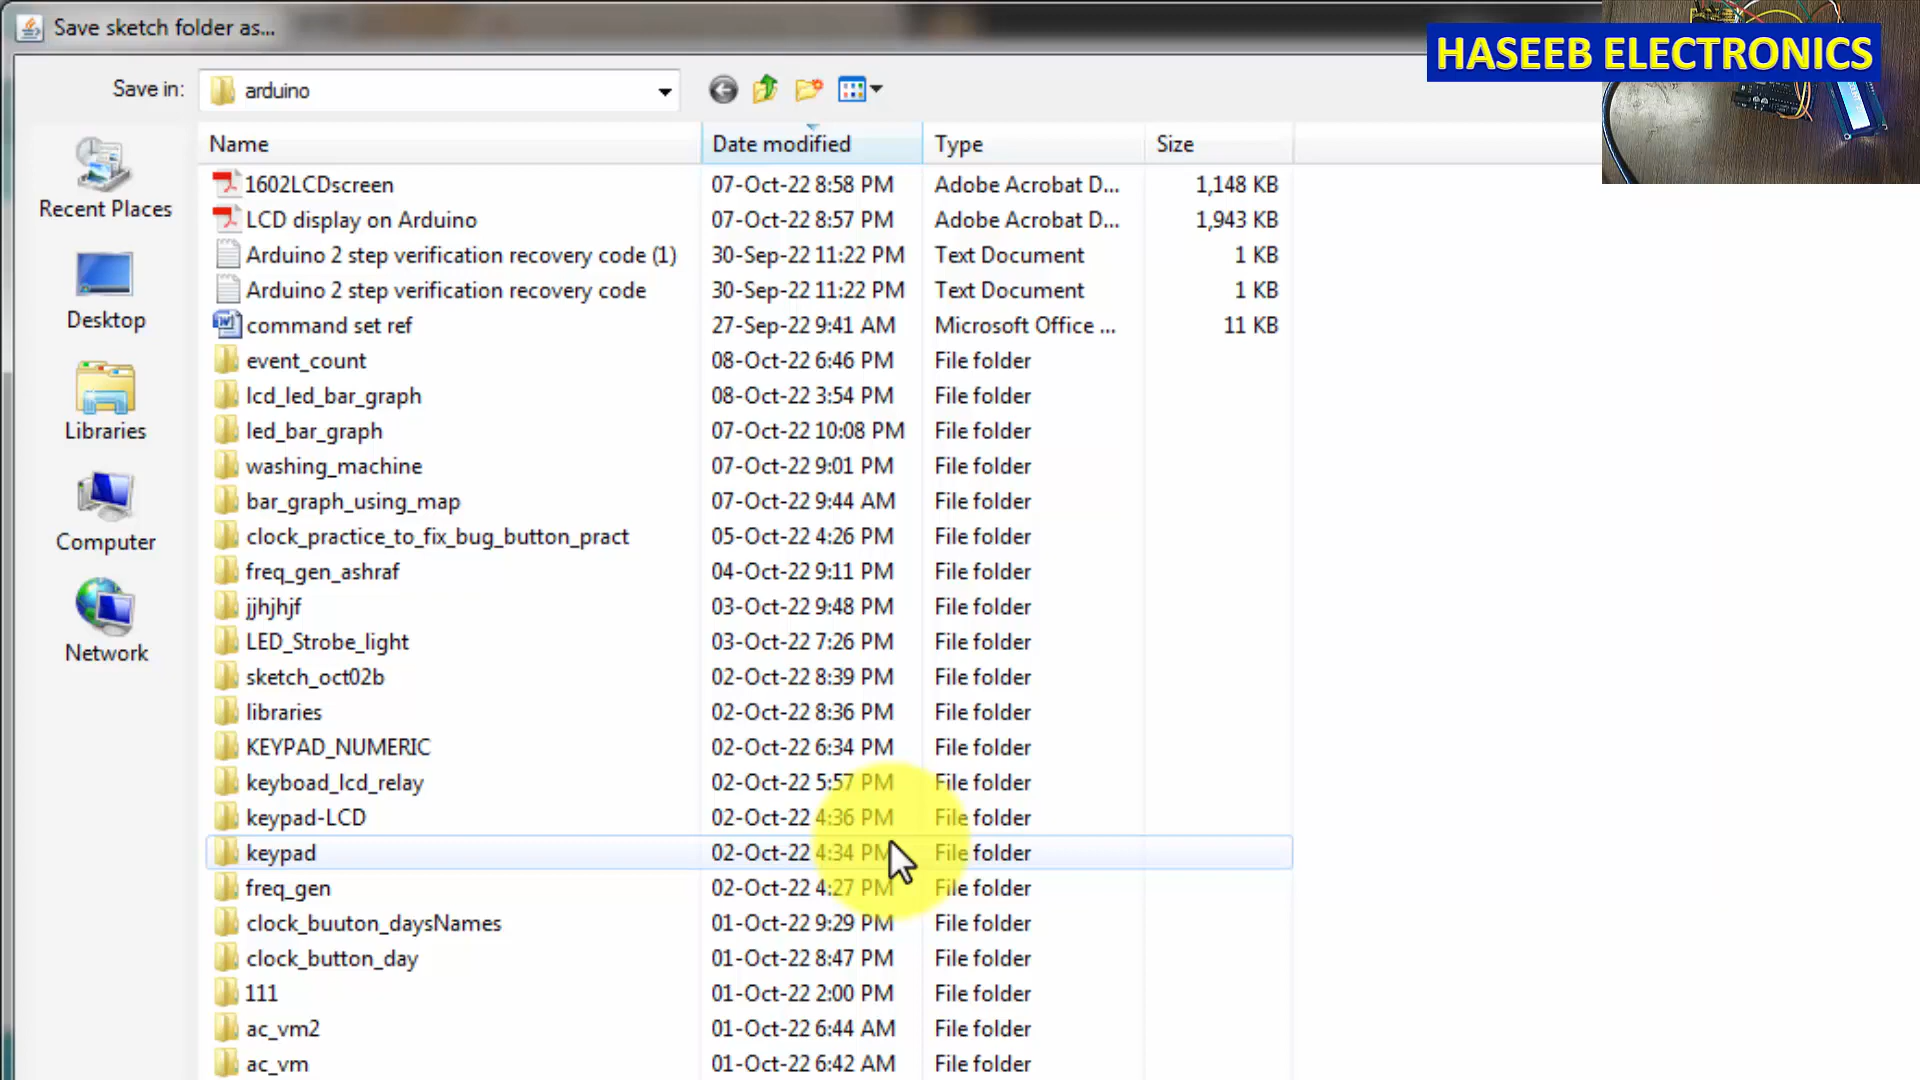 Save sketch folder as...
HASEEB ELECTRONICS
Save in: arduino
Name Date modified Type Size
1602LCDscreen 07-Oct-22 8:58 PM Adobe Acrobat D... 1,148 KB
LCD display on Arduino 07-Oct-22 8:57 PM Adobe Acrobat D... 1,943 KB
Arduino 2 step verification recovery code (1) 30-Sep-22 11:22 PM Text Document 1 KB
Arduino 2 step verification recovery code 30-Sep-22 11:22 PM Text Document 1 KB
command set ref 27-Sep-22 9:41 AM Microsoft Office ... 11 KB
event_count 08-Oct-22 6:46 PM File folder
lcd_led_bar_graph 08-Oct-22 3:54 PM File folder
led_bar_graph 07-Oct-22 10:08 PM File folder
washing_machine 07-Oct-22 9:01 PM File folder
bar_graph_using_map 07-Oct-22 9:44 AM File folder
clock_practice_to_fix_bug_button_pract 05-Oct-22 4:26 PM File folder
freq_gen_ashraf 04-Oct-22 9:11 PM File folder
jjhjhjf 03-Oct-22 9:48 PM File folder
LED_Strobe_light 03-Oct-22 7:26 PM File folder
sketch_oct02b 02-Oct-22 8:39 PM File folder
libraries 02-Oct-22 8:36 PM File folder
KEYPAD_NUMERIC 02-Oct-22 6:34 PM File folder
keyboad_lcd_relay 02-Oct-22 5:57 PM File folder
keypad-LCD 02-Oct-22 4:36 PM File folder
keypad 02-Oct-22 4:34 PM File folder
freq_gen 02-Oct-22 4:27 PM File folder
clock_buuton_daysNames 01-Oct-22 9:29 PM File folder
clock_button_day 01-Oct-22 8:47 PM File folder
111 01-Oct-22 2:00 PM File folder
ac_vm2 01-Oct-22 6:44 AM File folder
ac_vm 01-Oct-22 6:42 AM File folder
Recent Places
Desktop
Libraries
Computer
Network